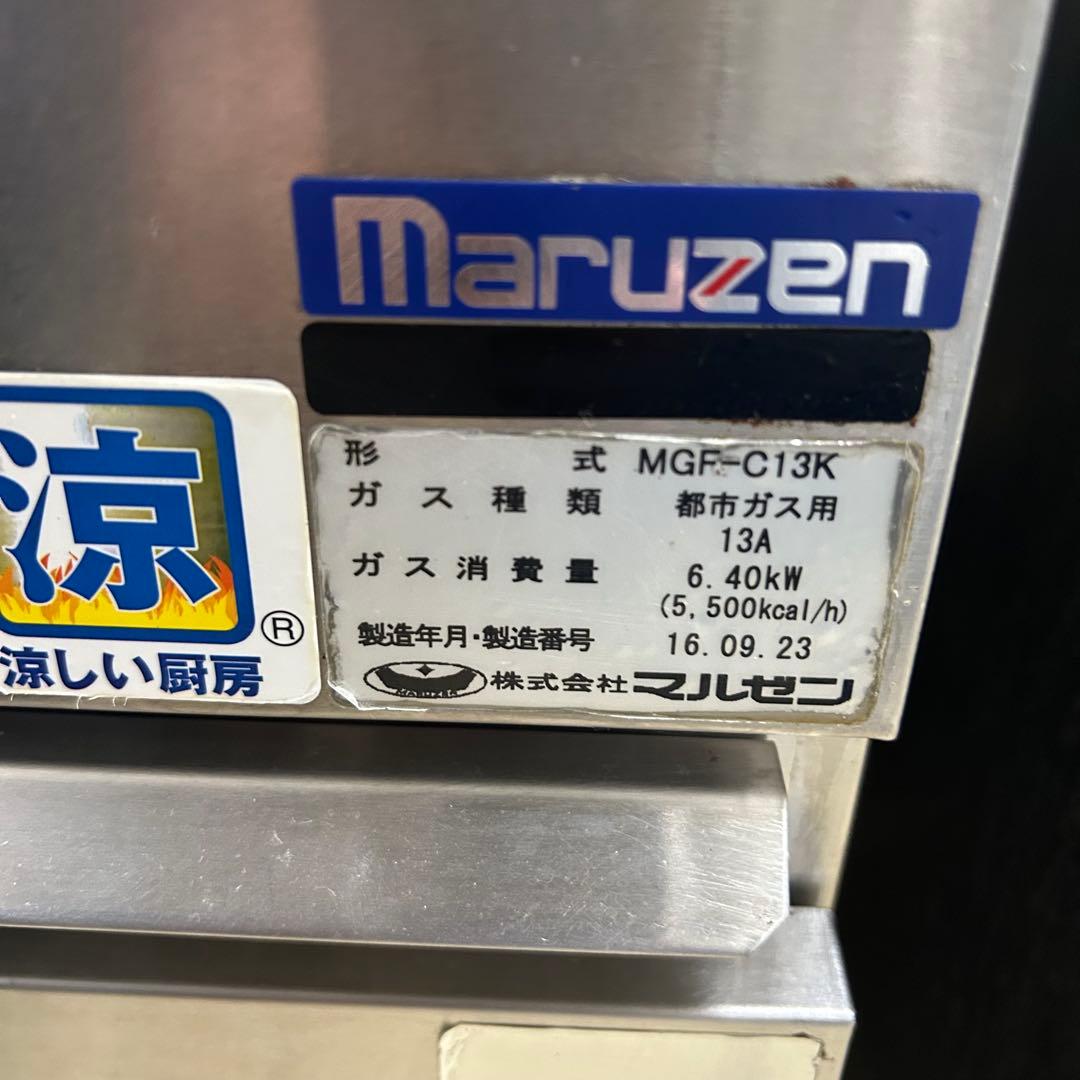 maruzen
形式 MGF-C13K
ガス種類 都市ガス用
13A
ガス消費量 6.40kW
(5,500kcal/h)
製造年月・製造番号 16.09.23
MARUZEN 株式会社マルゼン
涼
®
涼しい厨房